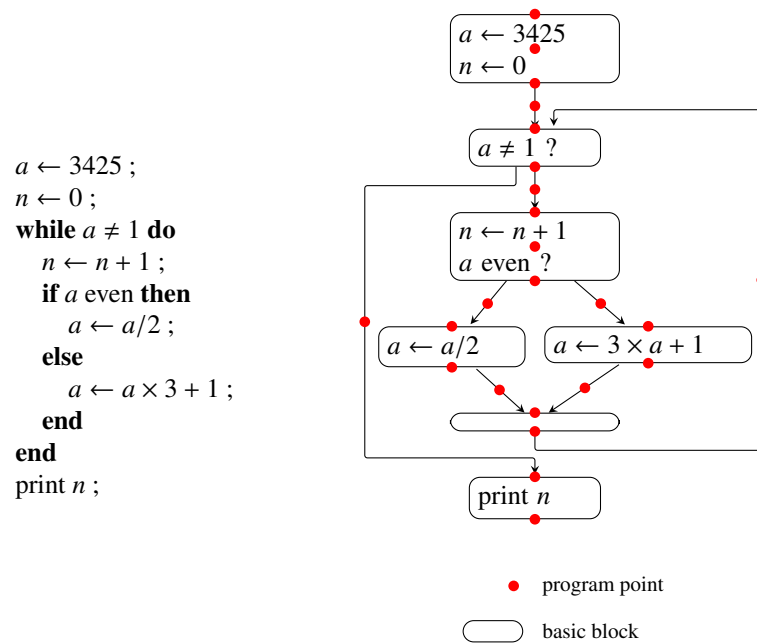 a ← 3425 ;
n ← 0 ;
while a ≠ 1 do
n ← n + 1 ;
if a even then
a ← a/2 ;
else
a ← a × 3 + 1 ;
end
end
print n ;
a ← 3425
n ← 0
a ≠ 1 ?
n ← n + 1
a even ?
a ← a/2
a ← 3 × a + 1
print n
program point
basic block